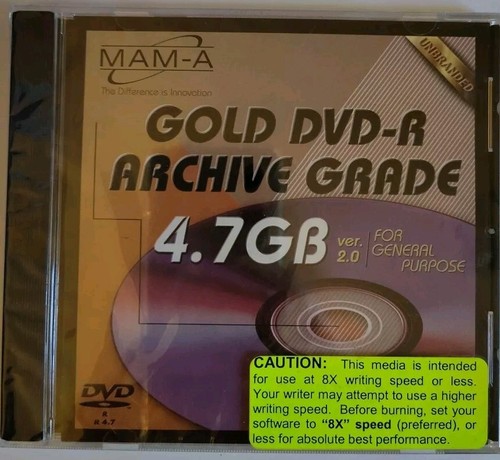 MAM-A
The Difference is Innovation
UNBRANDED
GOLD DVD-R
ARCHIVE GRADE
4.7GB
ver.
2.0
FOR
GENERAL
PURPOSE
DVD
R
R 4.7
CAUTION: This media is intended
for use at 8X writing speed or less.
Your writer may attempt to use a higher
writing speed. Before burning, set your
software to “8X” speed (preferred), or
less for absolute best performance.